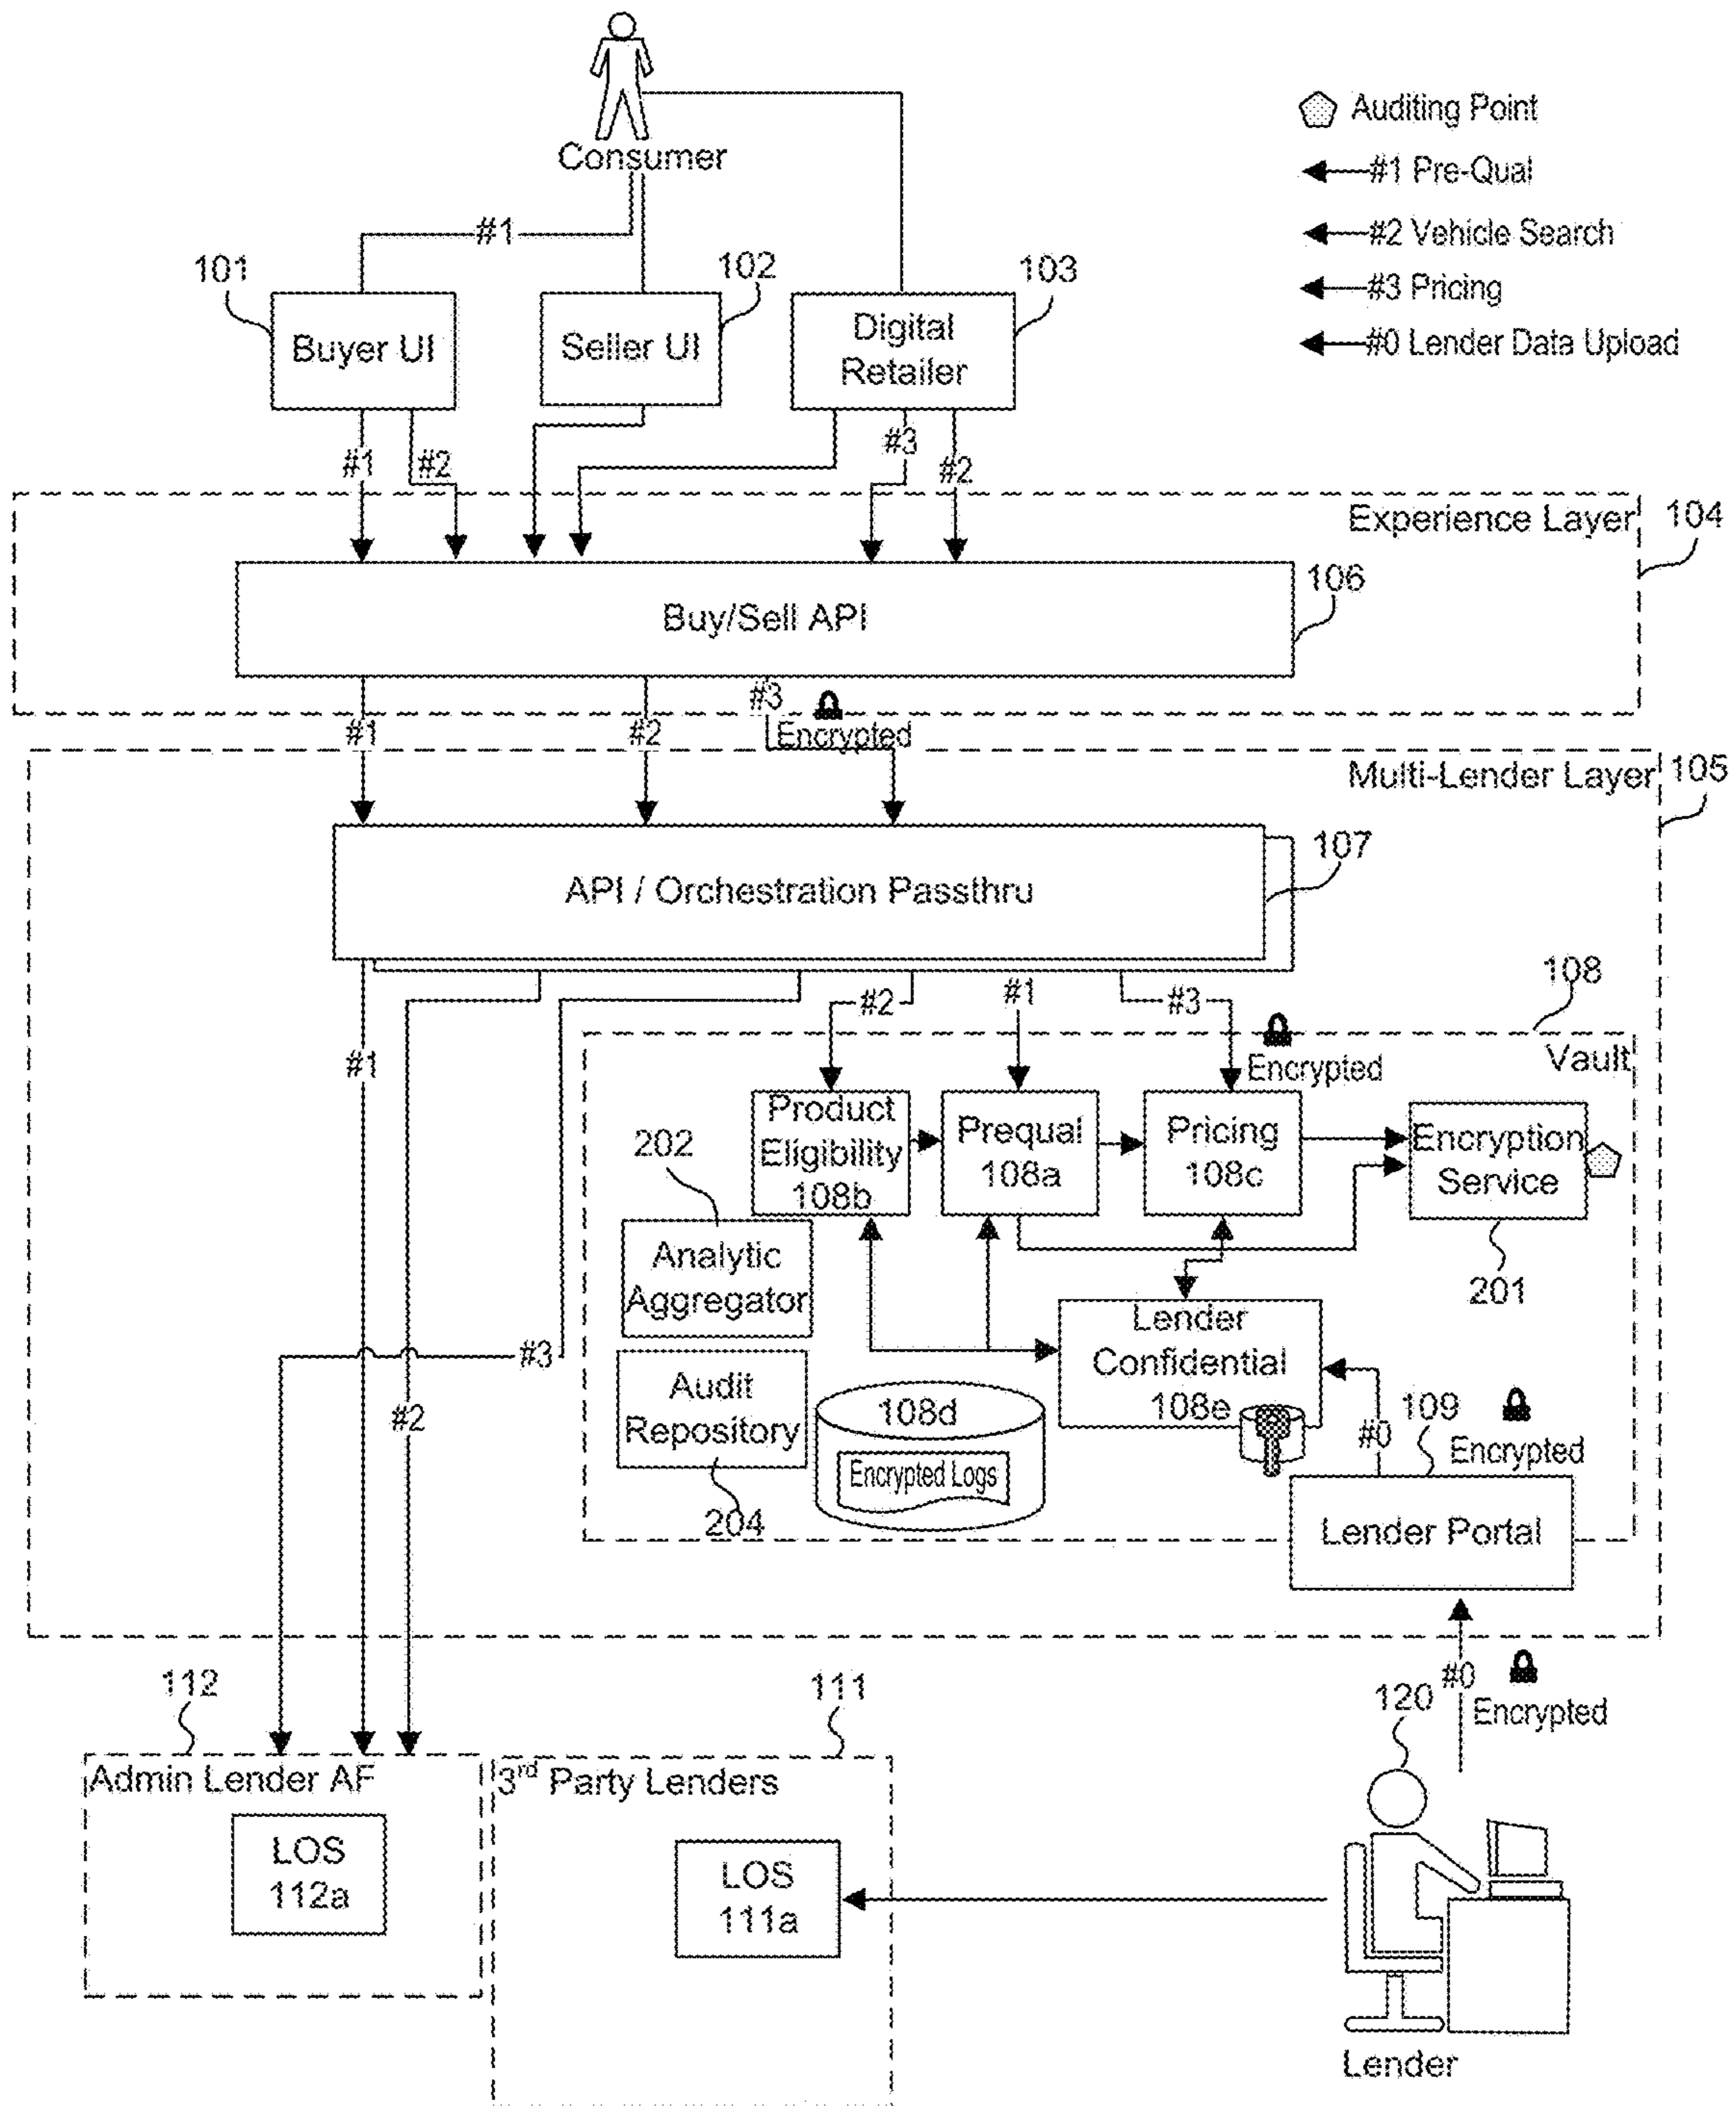 Consumer
Auditing Point
#1 Pre-Qual
#2 Vehicle Search
#3 Pricing
#0 Lender Data Upload
#1
101
102
103
Buyer UI
Seller UI
Digital
Retailer
#1
#2
#3
#2
Experience Layer
104
106
Buy/Sell API
#1
#2
#3
Encrypted
Multi-Lender Layer
105
107
API / Orchestration Passthru
#2
#1
#3
108
#1
Encrypted
Vault
Product
Eligibility
108b
Prequal
108a
Pricing
108c
Encryption
Service
201
202
Analytic
Aggregator
Lender
Confidential
108e
#3
#2
Audit
Repository
204
108d
Encrypted Logs
#0
109
Encrypted
Lender Portal
112
111
120
#0
Encrypted
Admin Lender AF
LOS
112a
3rd Party Lenders
LOS
111a
Lender